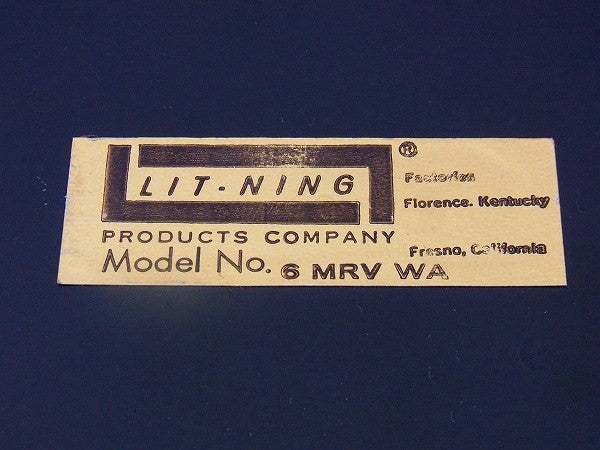 LIT-NING
®
PRODUCTS COMPANY
Model No. 6 MRV WA
Factories
Florence. Kentucky
Fresno, California